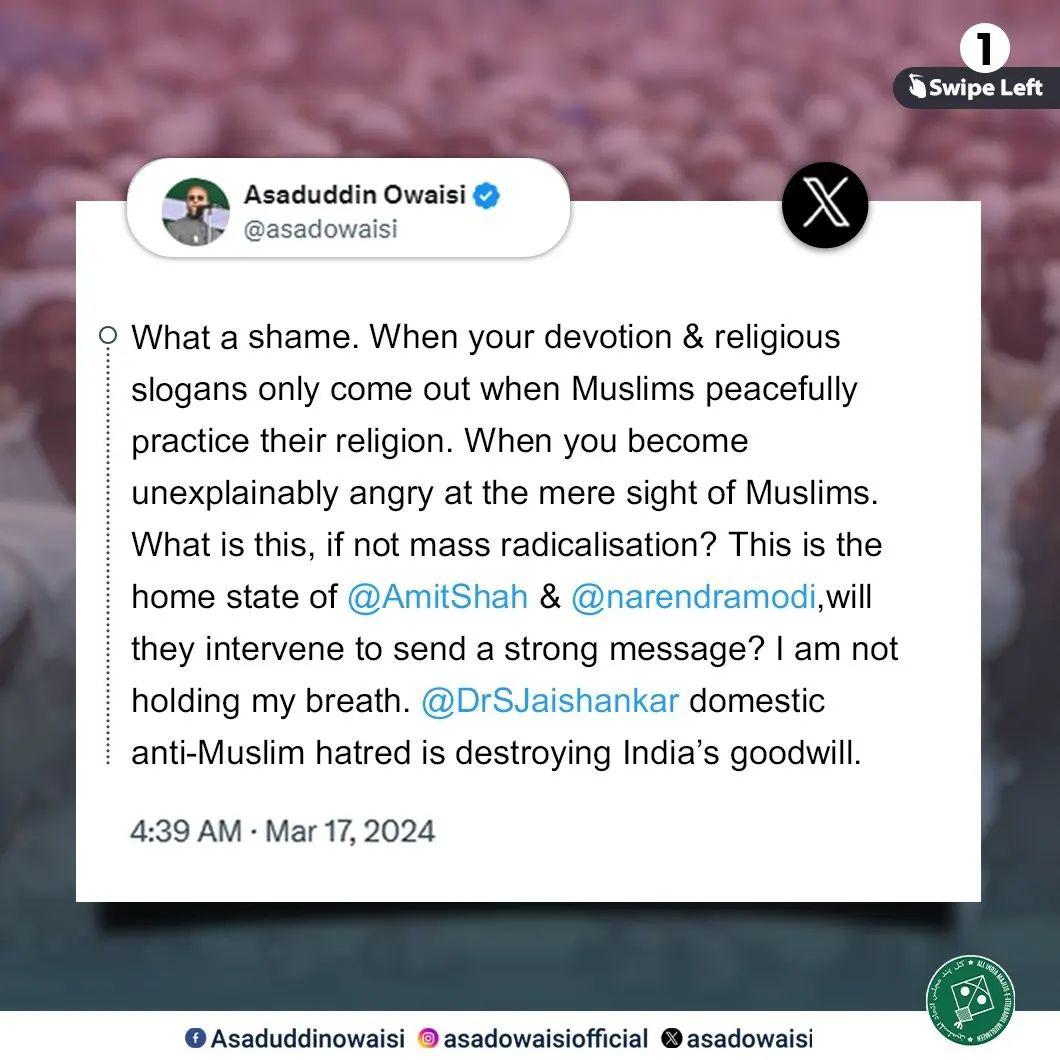 1
Swipe Left
Asaduddin Owaisi
@asadowaisi
What a shame. When your devotion & religious
slogans only come out when Muslims peacefully
practice their religion. When you become
unexplainably angry at the mere sight of Muslims.
What is this, if not mass radicalisation? This is the
home state of @AmitShah & @narendramodi,will
they intervene to send a strong message? I am not
holding my breath. @DrSJaishankar domestic
anti-Muslim hatred is destroying India’s goodwill.
4:39 AM · Mar 17, 2024
ALL INDIA MAJLIS-E-ITTEHADUL MUSLIMEEN
Asaduddinowaisi asadowaisiofficial asadowaisi